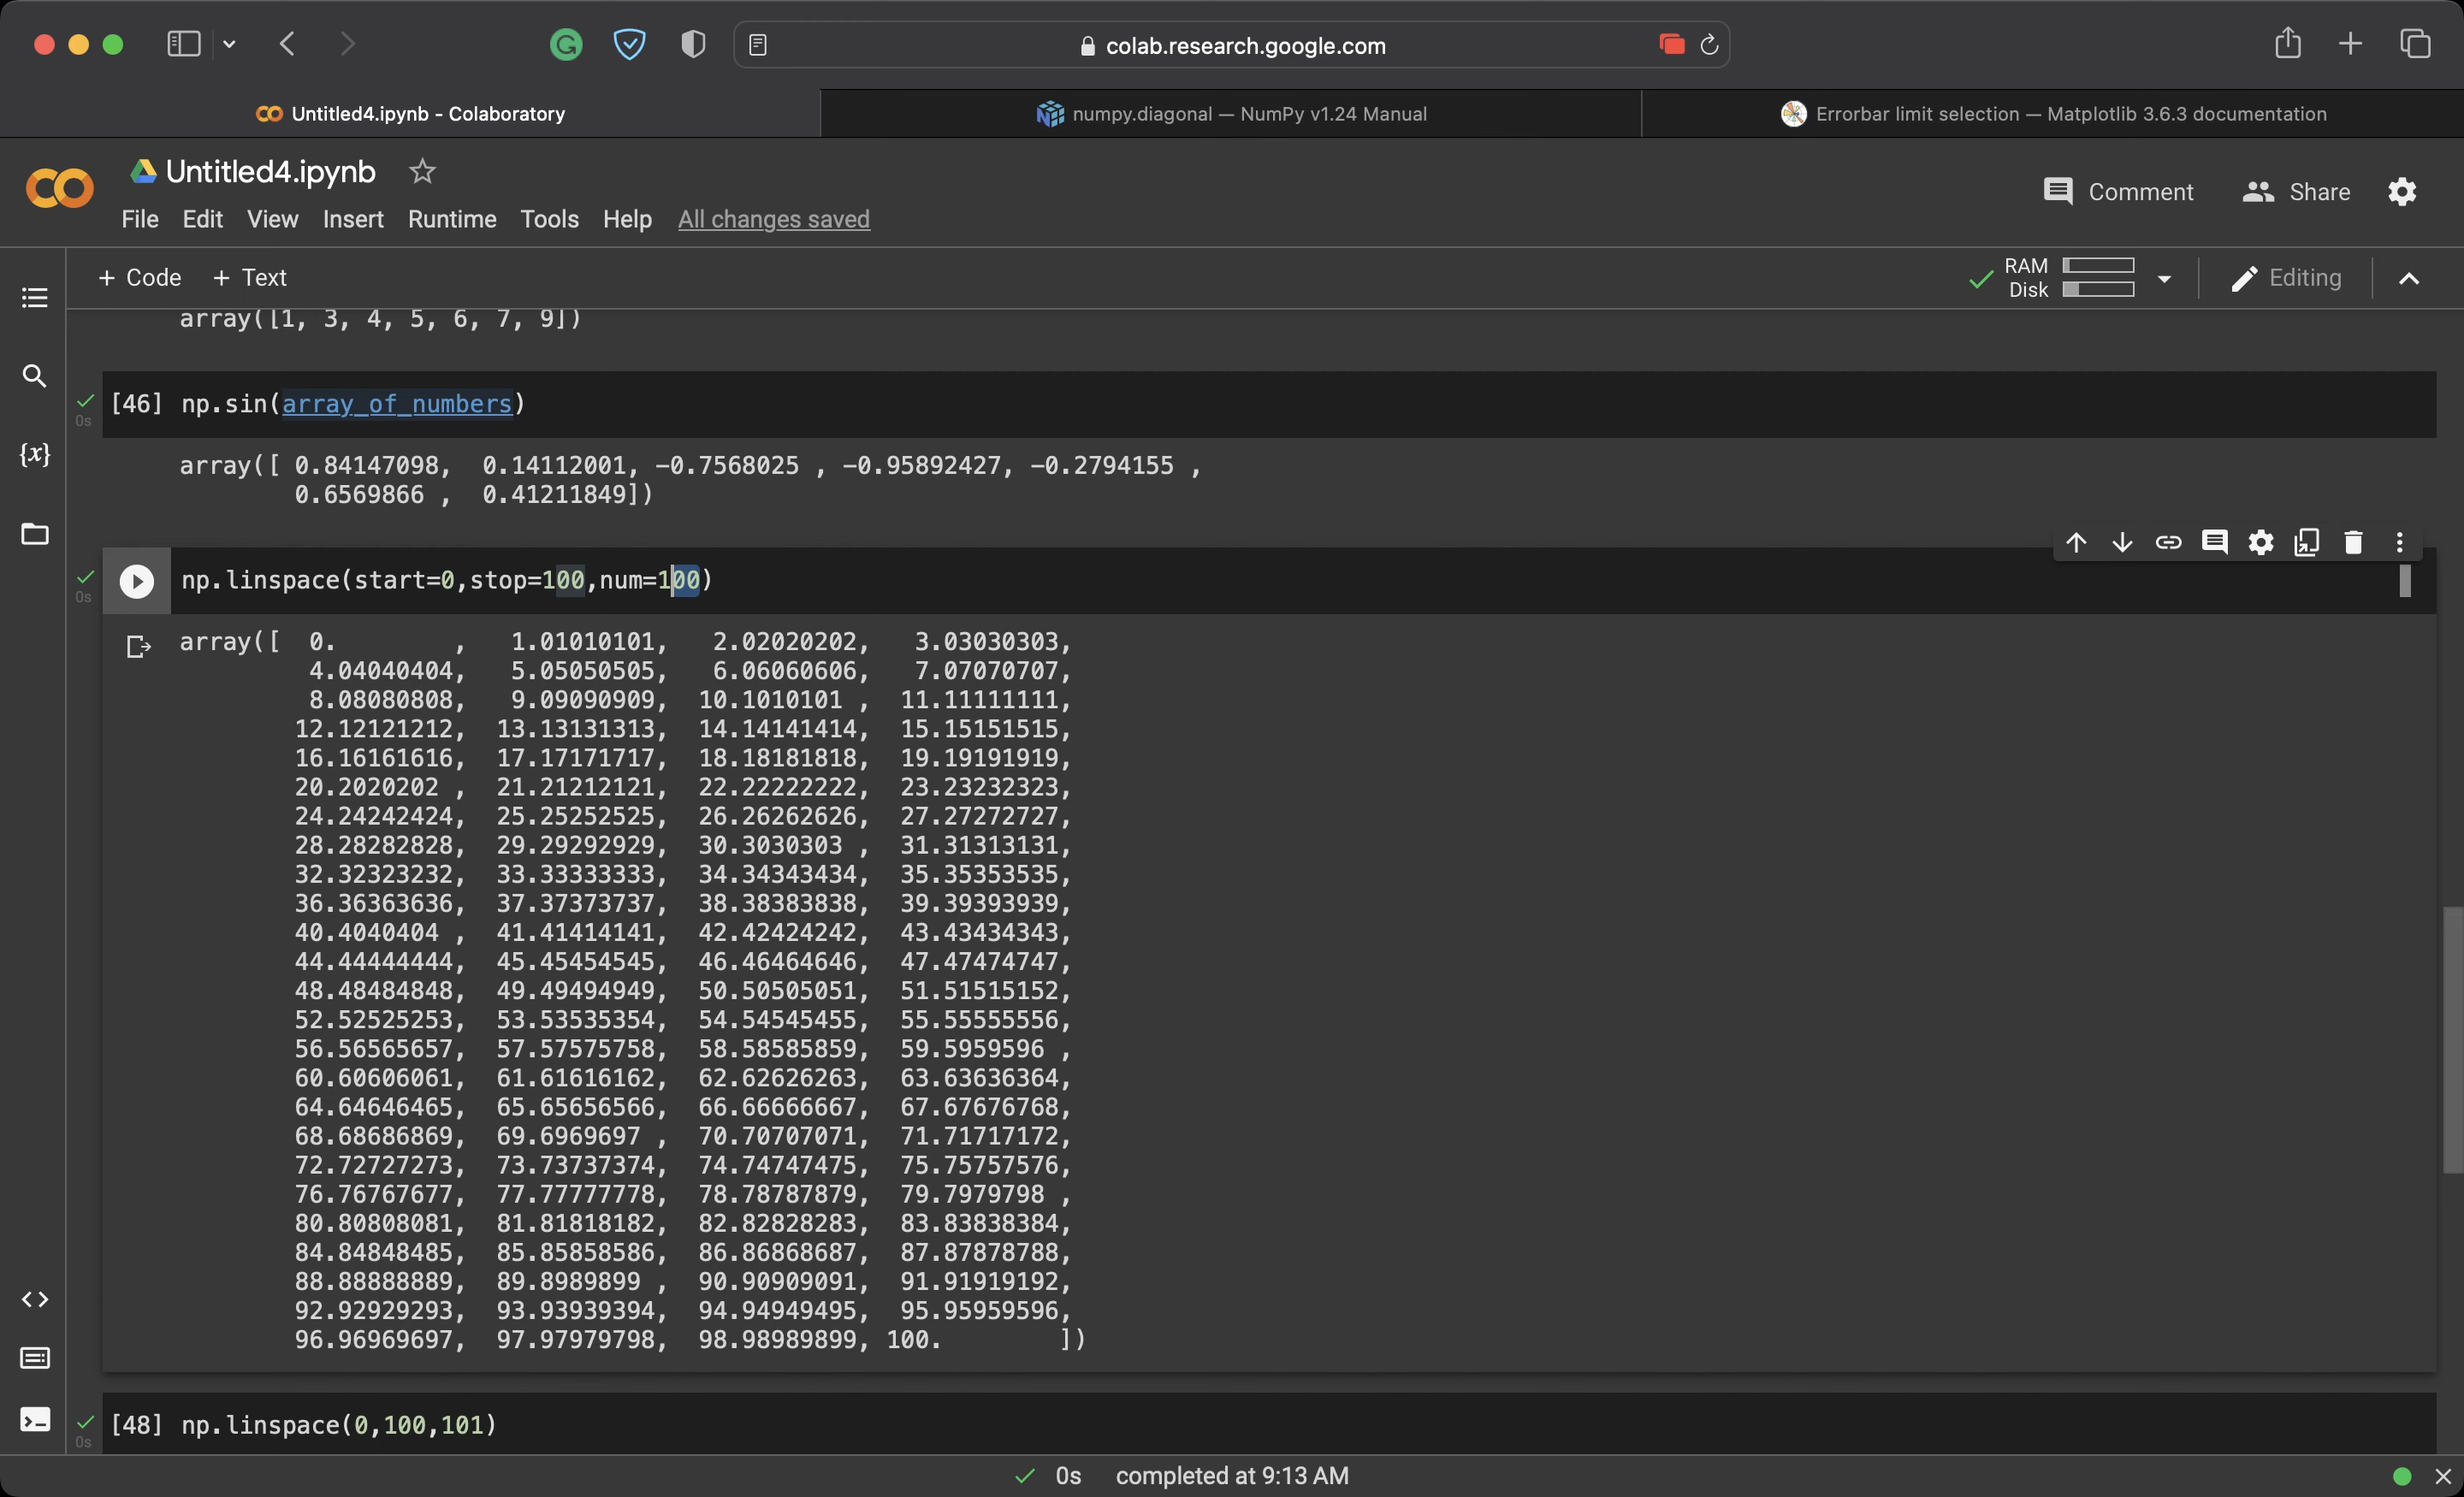 colab.research.google.com
Untitled4.ipynb - Colaboratory
numpy.diagonal — NumPy v1.24 Manual
Errorbar limit selection — Matplotlib 3.6.3 documentation
Untitled4.ipynb
Comment
Share
File Edit View Insert Runtime Tools Help All changes saved
+ Code + Text
RAM
Disk
Editing
array([1, 3, 4, 5, 6, 7, 9])
[46] np.sin(array_of_numbers)
0s
array([ 0.84147098,  0.14112001, -0.7568025 , -0.95892427, -0.2794155 ,
0.6569866 ,  0.41211849])
np.linspace(start=0,stop=100,num=100)
0s
array([  0.        ,   1.01010101,   2.02020202,   3.03030303,
4.04040404,   5.05050505,   6.06060606,   7.07070707,
8.08080808,   9.09090909,  10.1010101 ,  11.11111111,
12.12121212,  13.13131313,  14.14141414,  15.15151515,
16.16161616,  17.17171717,  18.18181818,  19.19191919,
20.2020202 ,  21.21212121,  22.22222222,  23.23232323,
24.24242424,  25.25252525,  26.26262626,  27.27272727,
28.28282828,  29.29292929,  30.3030303 ,  31.31313131,
32.32323232,  33.33333333,  34.34343434,  35.35353535,
36.36363636,  37.37373737,  38.38383838,  39.39393939,
40.4040404 ,  41.41414141,  42.42424242,  43.43434343,
44.44444444,  45.45454545,  46.46464646,  47.47474747,
48.48484848,  49.49494949,  50.50505051,  51.51515152,
52.52525253,  53.53535354,  54.54545455,  55.55555556,
56.56565657,  57.57575758,  58.58585859,  59.5959596 ,
60.60606061,  61.61616162,  62.62626263,  63.63636364,
64.64646465,  65.65656566,  66.66666667,  67.67676768,
68.68686869,  69.6969697 ,  70.70707071,  71.71717172,
72.72727273,  73.73737374,  74.74747475,  75.75757576,
76.76767677,  77.77777778,  78.78787879,  79.7979798 ,
80.80808081,  81.81818182,  82.82828283,  83.83838384,
84.84848485,  85.85858586,  86.86868687,  87.87878788,
88.88888889,  89.8989899 ,  90.90909091,  91.91919192,
92.92929293,  93.93939394,  94.94949495,  95.95959596,
96.96969697,  97.97979798,  98.98989899, 100.        ])
[48] np.linspace(0,100,101)
0s
0s completed at 9:13 AM